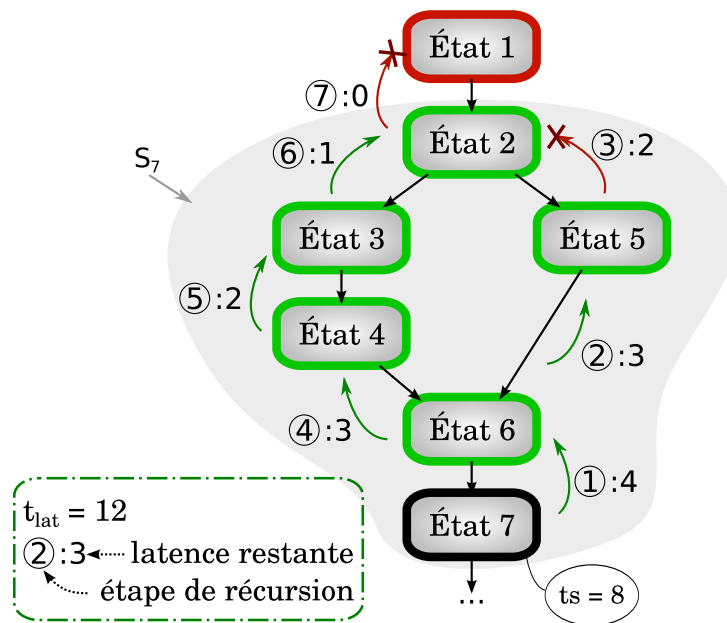 État 1
⑦:0
État 2
③:2
⑥:1
S₇
État 3
État 5
⑤:2
État 4
②:3
État 6
④:3
①:4
État 7
t_lat = 12
②:3 latence restante
étape de récursion
...
ts = 8